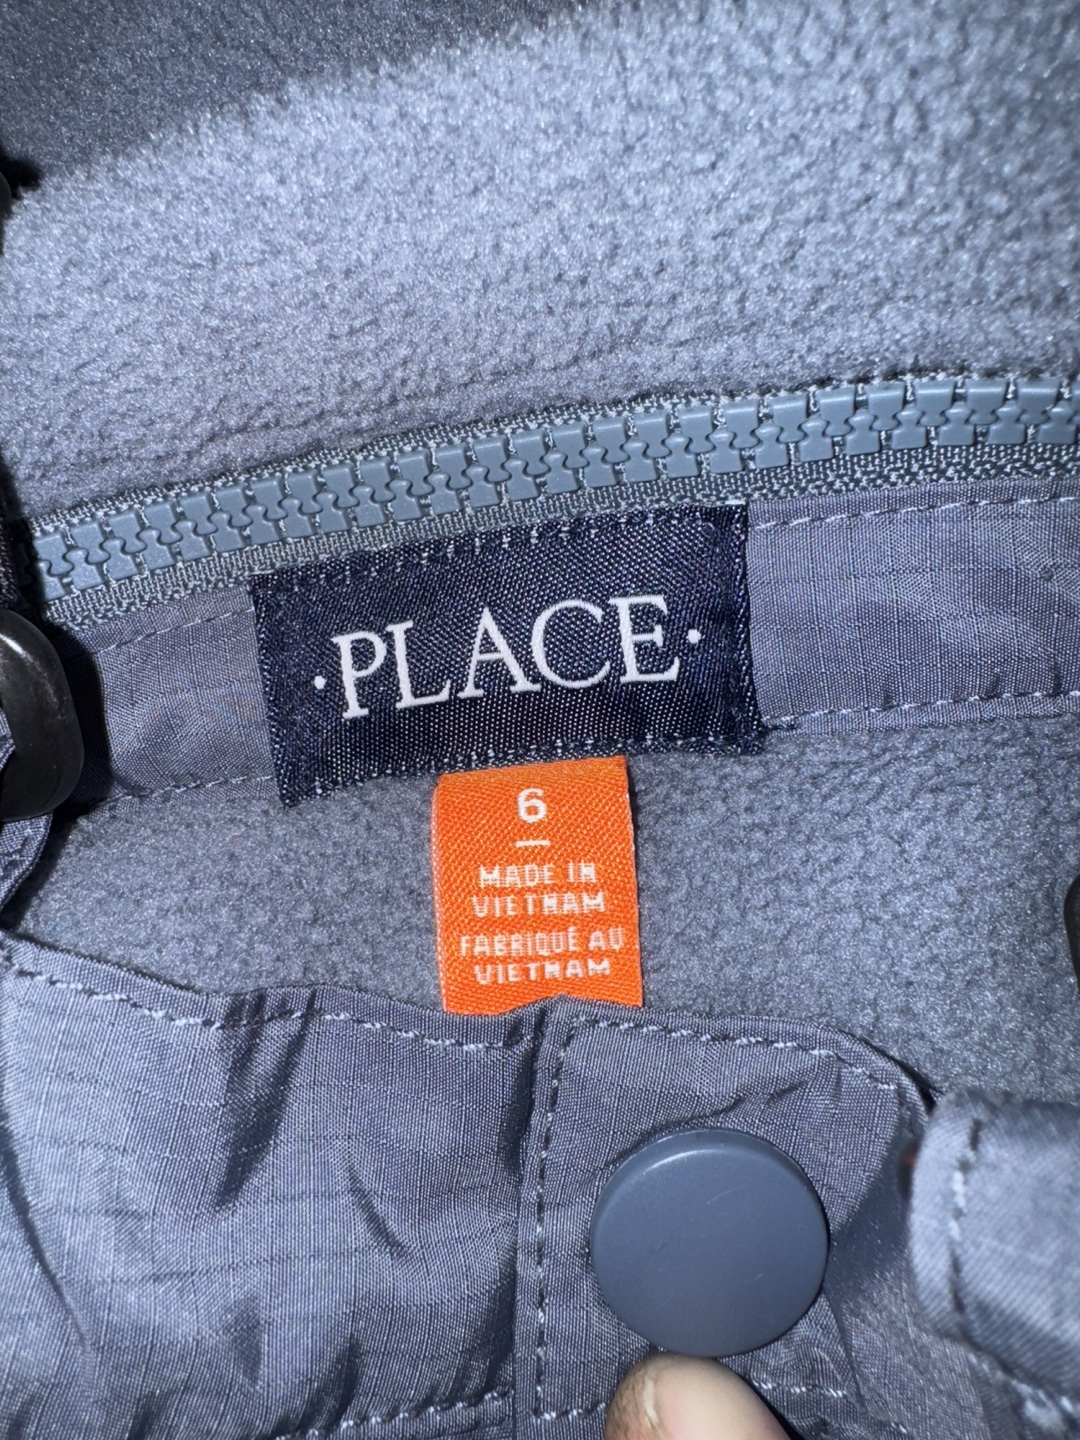 ·PLACE·
6
MADE IN
VIETNAM
FABRIQUÉ AU
VIETNAM